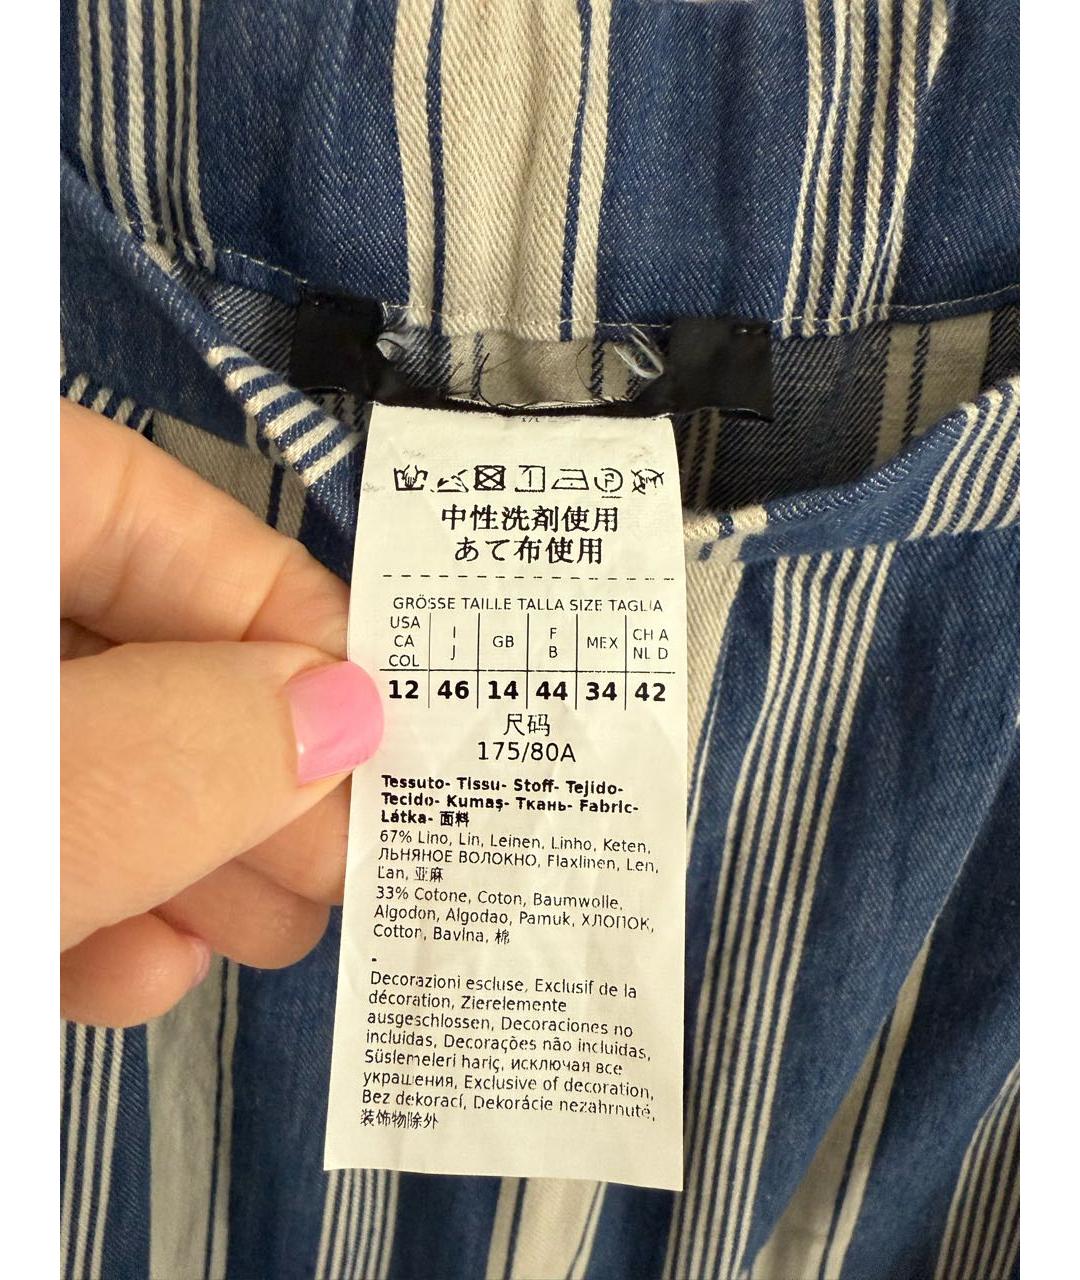 中性洗剤使用
あて布使用
GRÖSSE TAILLE TALLA SIZE TAGLIA
USA CA COL I J GB F B MEX CH A NL D
12 46 14 44 34 42
尺码
175/80A
Tessuto- Tissu- Stoff- Tejido-
Tecido- Kumaş- Ткань- Fabric-
Látka- 面料
67% Lino, Lin, Leinen, Linho, Keten,
ЛЬНЯНОЕ ВОЛОКНО, Flaxlinen, Len,
Ľan, 亚麻
33% Cotone, Coton, Baumwolle,
Algodon, Algodao, Pamuk, ХЛОПОК,
Cotton, Bavlna, 棉
-
Decorazioni escluse, Exclusif de la
décoration, Zierelemente
ausgeschlossen, Decoraciones no
incluidas, Decorações não incluidas,
Süslemeleri hariç, исключая все
украшения, Exclusive of decoration,
Bez dekorací, Dekorácie nezahrnuté,
装饰物除外